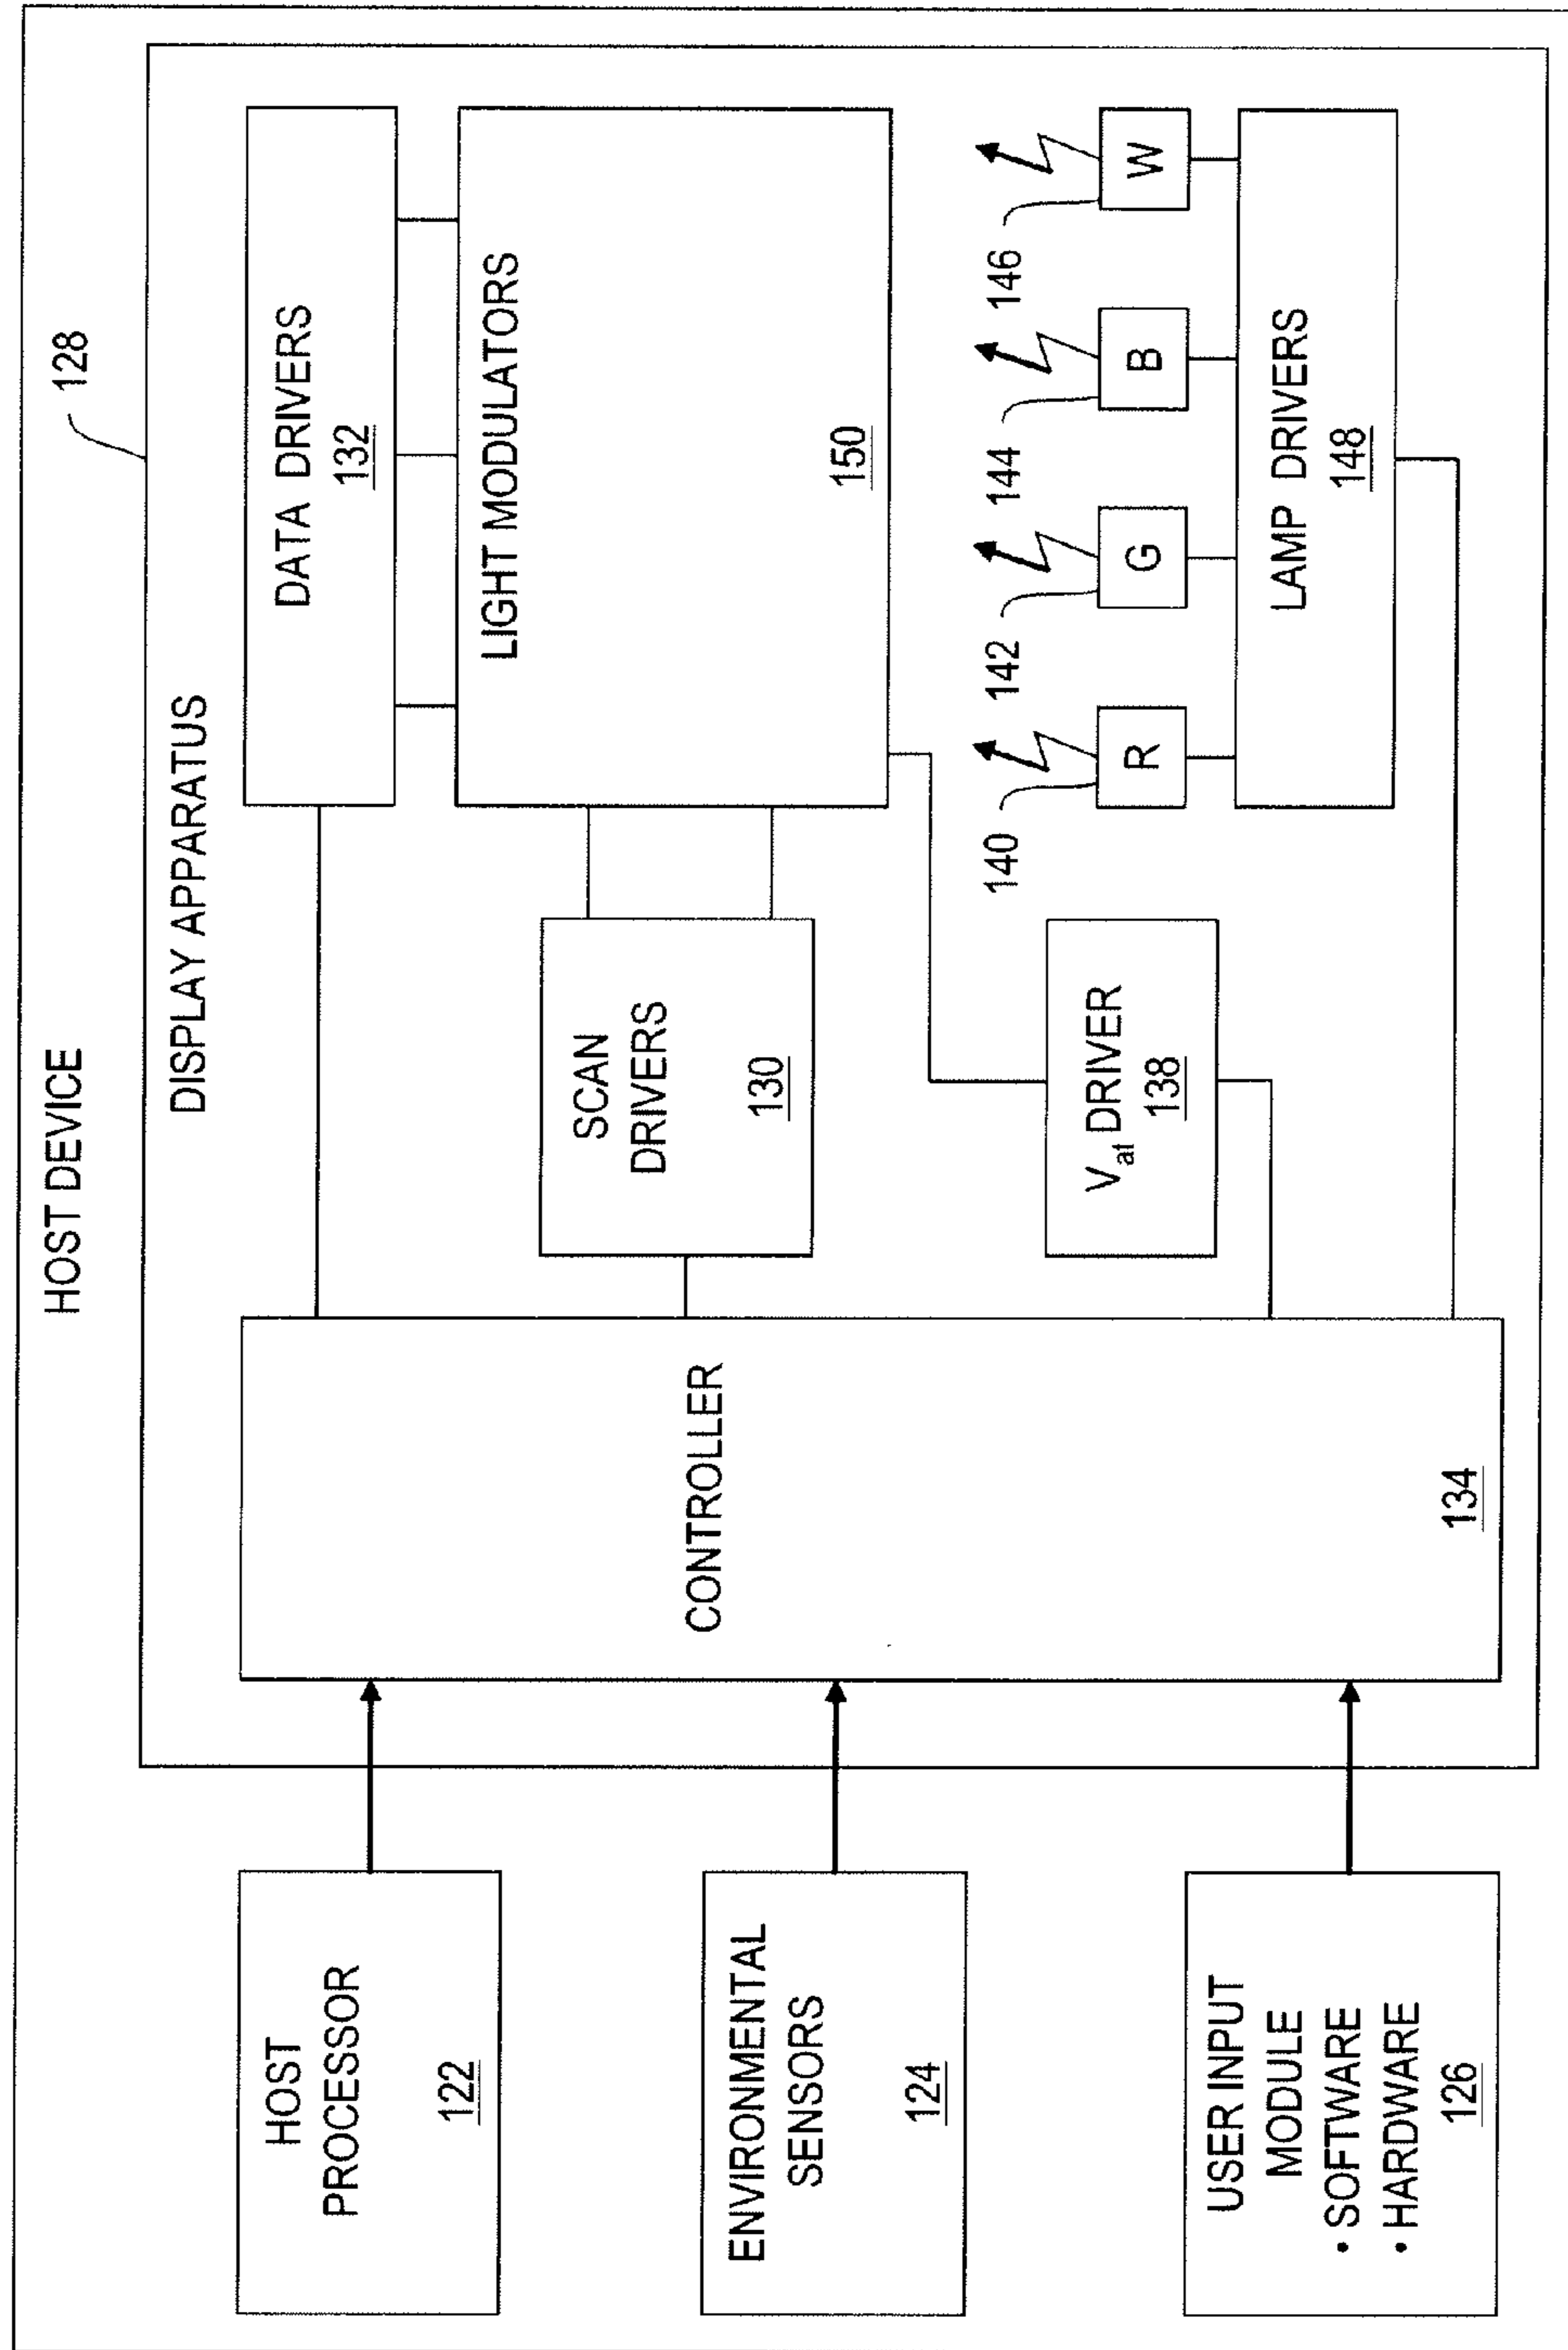 HOST DEVICE
128
DISPLAY APPARATUS
HOST
PROCESSOR
122
ENVIRONMENTAL
SENSORS
124
USER INPUT
MODULE
• SOFTWARE
• HARDWARE
126
CONTROLLER
134
SCAN
DRIVERS
130
Vat DRIVER
138
DATA DRIVERS
132
LIGHT MODULATORS
150
140
142
144
146
R
G
B
W
LAMP DRIVERS
148